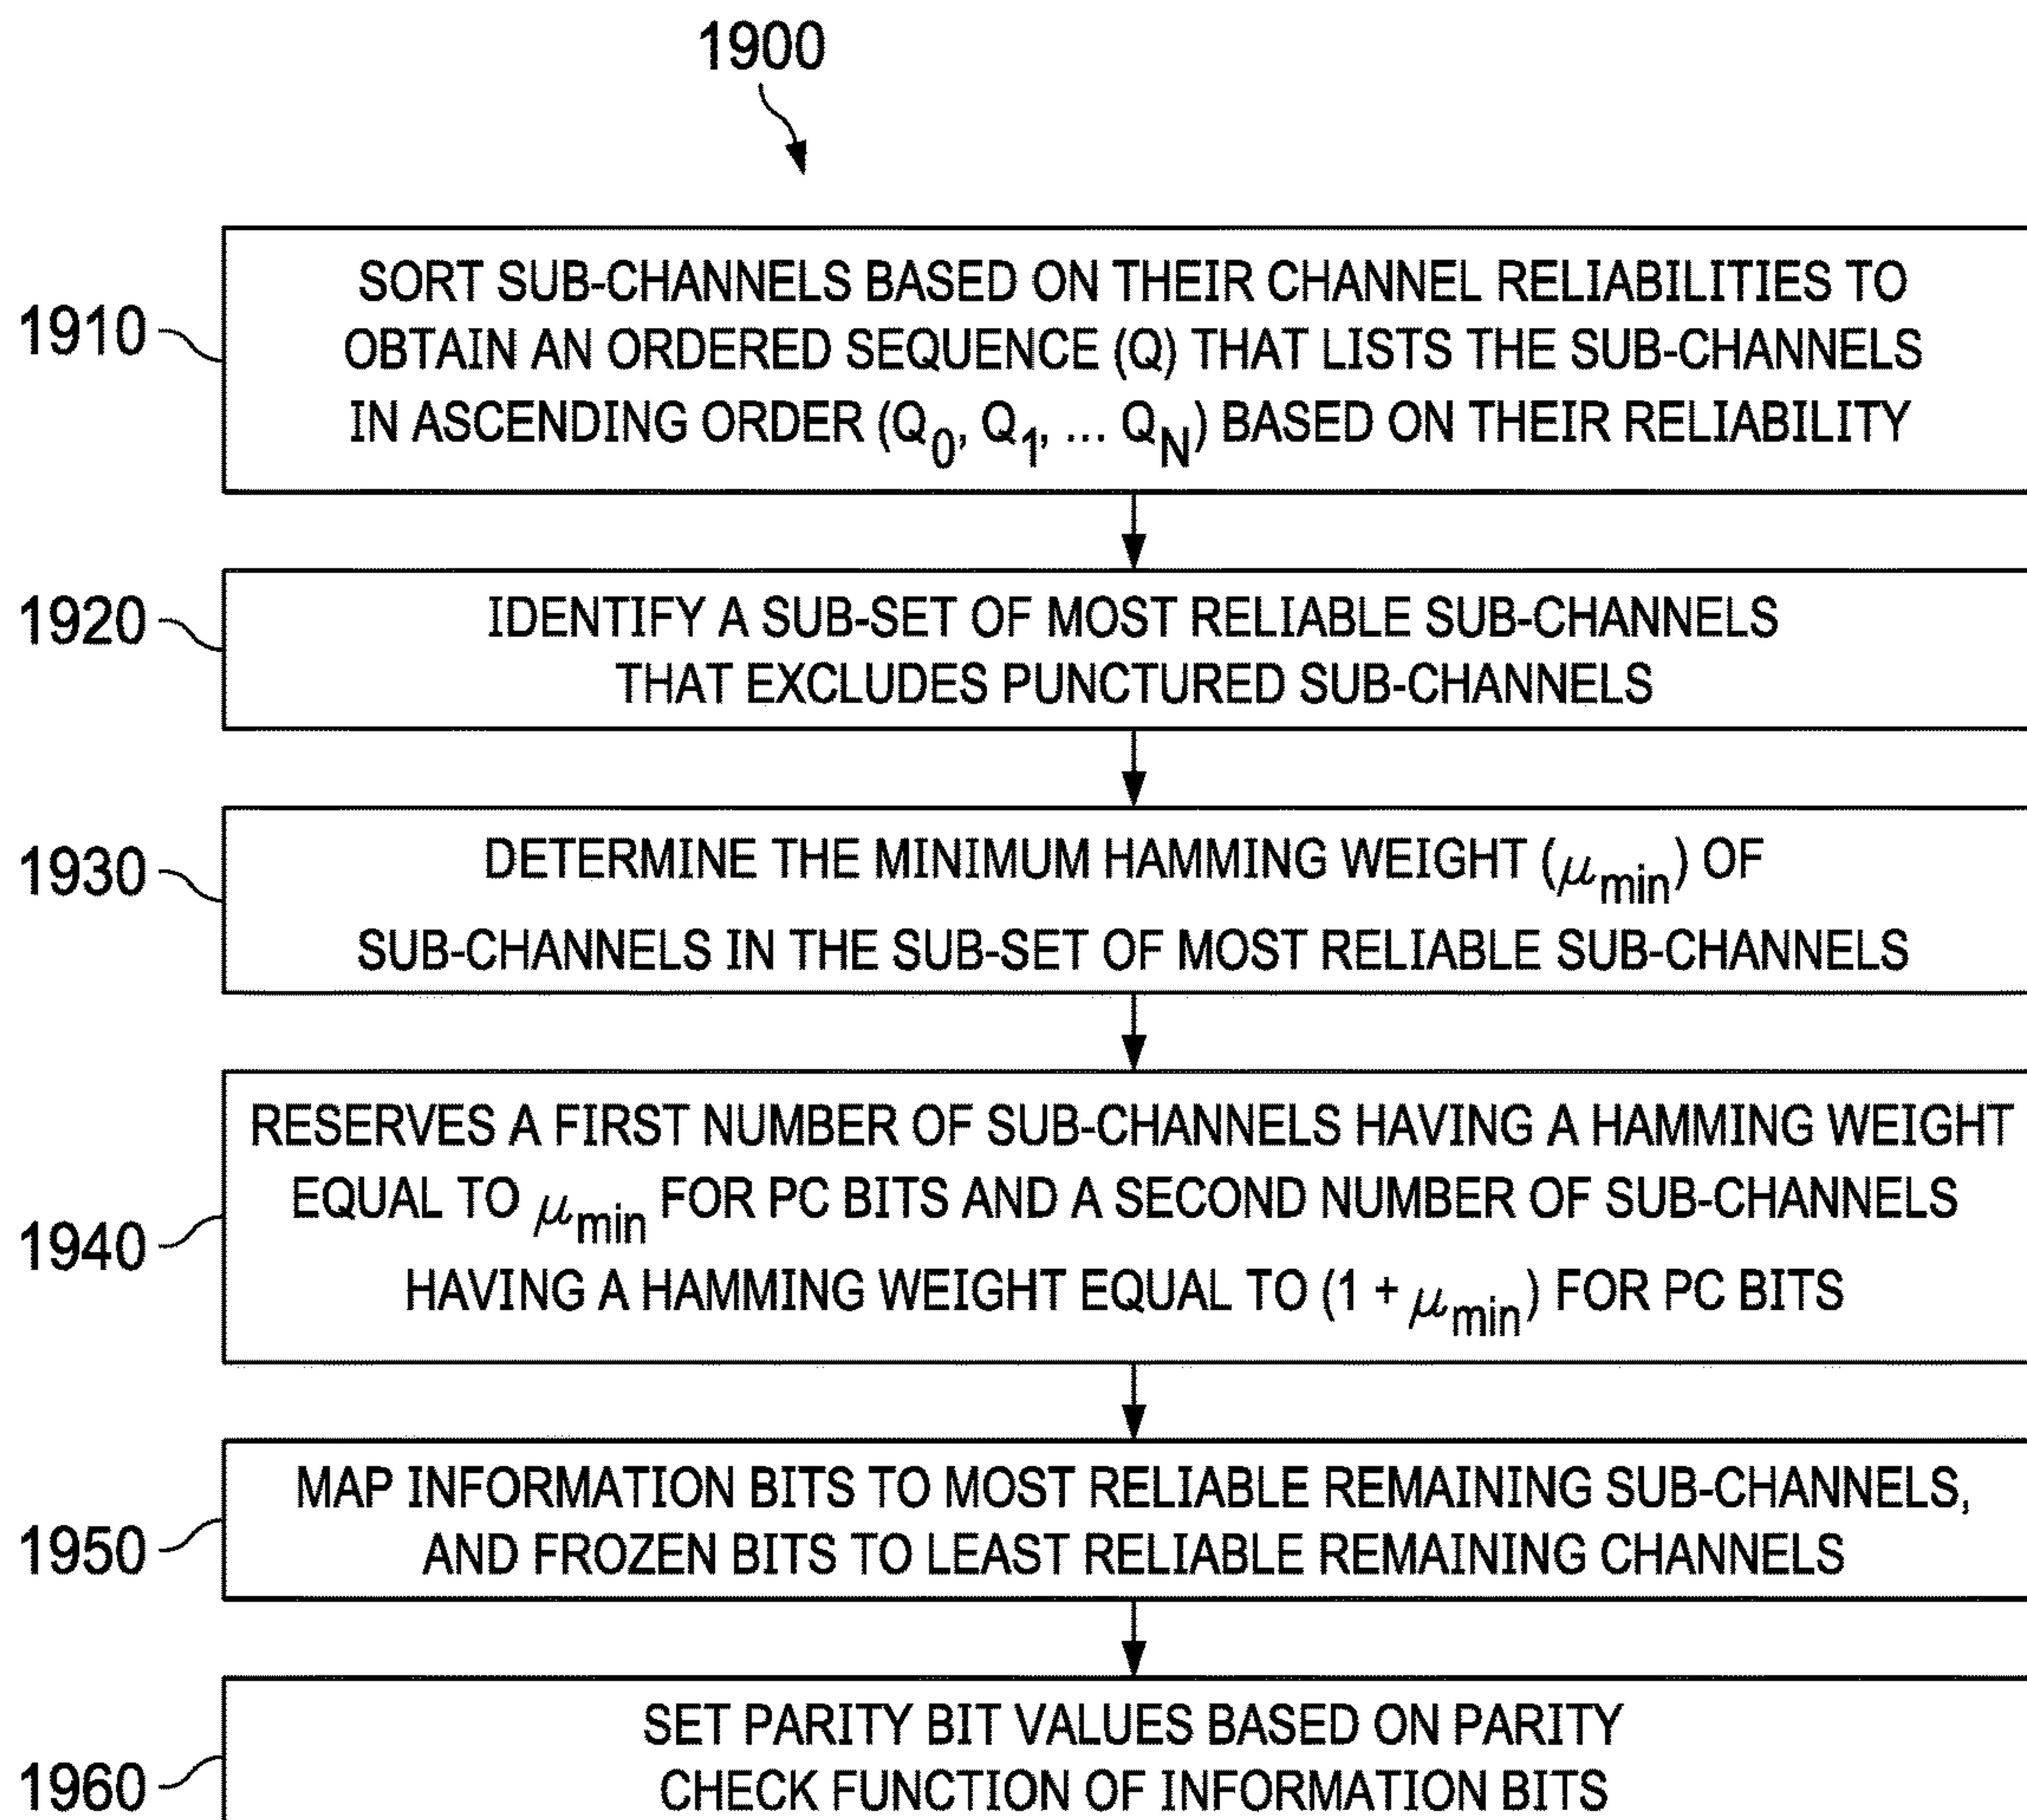 1900
1910
SORT SUB-CHANNELS BASED ON THEIR CHANNEL RELIABILITIES TO
OBTAIN AN ORDERED SEQUENCE (Q) THAT LISTS THE SUB-CHANNELS
IN ASCENDING ORDER (Q0, Q1, ... QN) BASED ON THEIR RELIABILITY
1920
IDENTIFY A SUB-SET OF MOST RELIABLE SUB-CHANNELS
THAT EXCLUDES PUNCTURED SUB-CHANNELS
1930
DETERMINE THE MINIMUM HAMMING WEIGHT (μmin) OF
SUB-CHANNELS IN THE SUB-SET OF MOST RELIABLE SUB-CHANNELS
1940
RESERVES A FIRST NUMBER OF SUB-CHANNELS HAVING A HAMMING WEIGHT
EQUAL TO μmin FOR PC BITS AND A SECOND NUMBER OF SUB-CHANNELS
HAVING A HAMMING WEIGHT EQUAL TO (1 + μmin) FOR PC BITS
1950
MAP INFORMATION BITS TO MOST RELIABLE REMAINING SUB-CHANNELS,
AND FROZEN BITS TO LEAST RELIABLE REMAINING CHANNELS
1960
SET PARITY BIT VALUES BASED ON PARITY
CHECK FUNCTION OF INFORMATION BITS